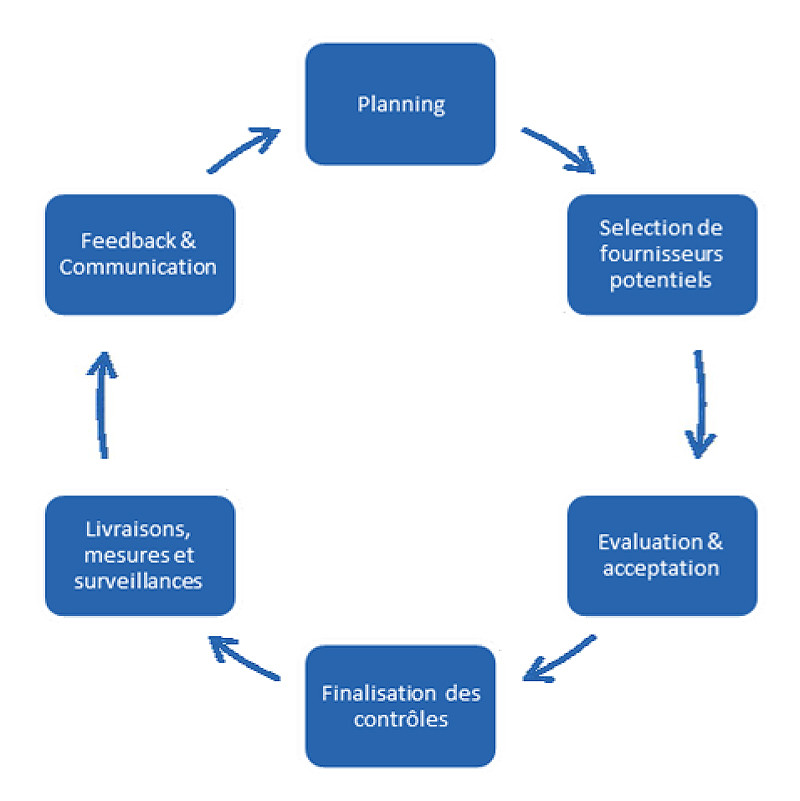 Planning
Selection de
fournisseurs
potentiels
Evaluation &
acceptation
Finalisation des
contrôles
Livraisons,
mesures et
surveillances
Feedback &
Communication